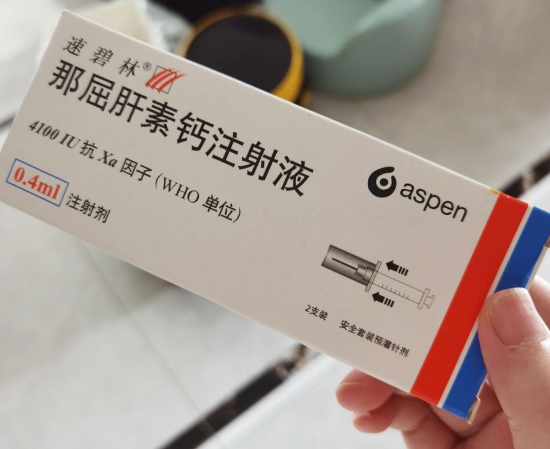 速碧林®
那屈肝素钙注射液
4100 IU 抗 Xa 因子 (WHO 单位)
0.4ml 注射剂
aspen
2支装 安全套装预灌针剂